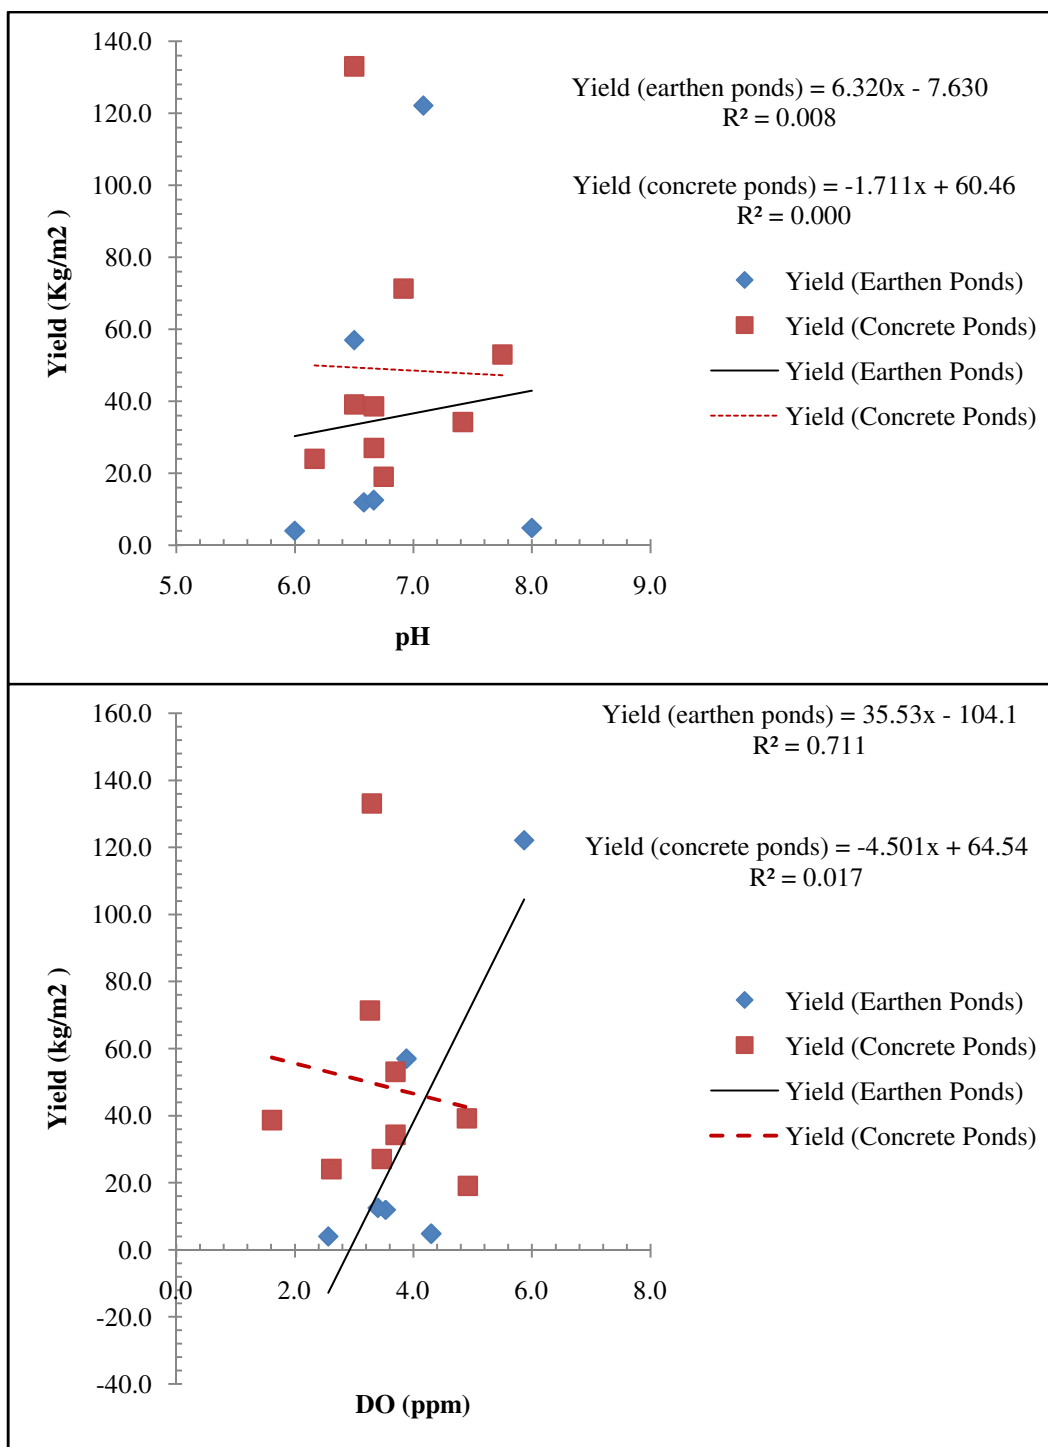 140.0
120.0
100.0
80.0
60.0
40.0
20.0
0.0
5.0 6.0 7.0 8.0 9.0
Yield (Kg/m2 )
pH
Yield (earthen ponds) = 6.320x - 7.630
R² = 0.008
Yield (concrete ponds) = -1.711x + 60.46
R² = 0.000
Yield (Earthen Ponds)
Yield (Concrete Ponds)
Yield (Earthen Ponds)
Yield (Concrete Ponds)
160.0
140.0
120.0
100.0
80.0
60.0
40.0
20.0
0.0
-20.0
-40.0
0.0 2.0 4.0 6.0 8.0
Yield (kg/m2 )
DO (ppm)
Yield (earthen ponds) = 35.53x - 104.1
R² = 0.711
Yield (concrete ponds) = -4.501x + 64.54
R² = 0.017
Yield (Earthen Ponds)
Yield (Concrete Ponds)
Yield (Earthen Ponds)
Yield (Concrete Ponds)